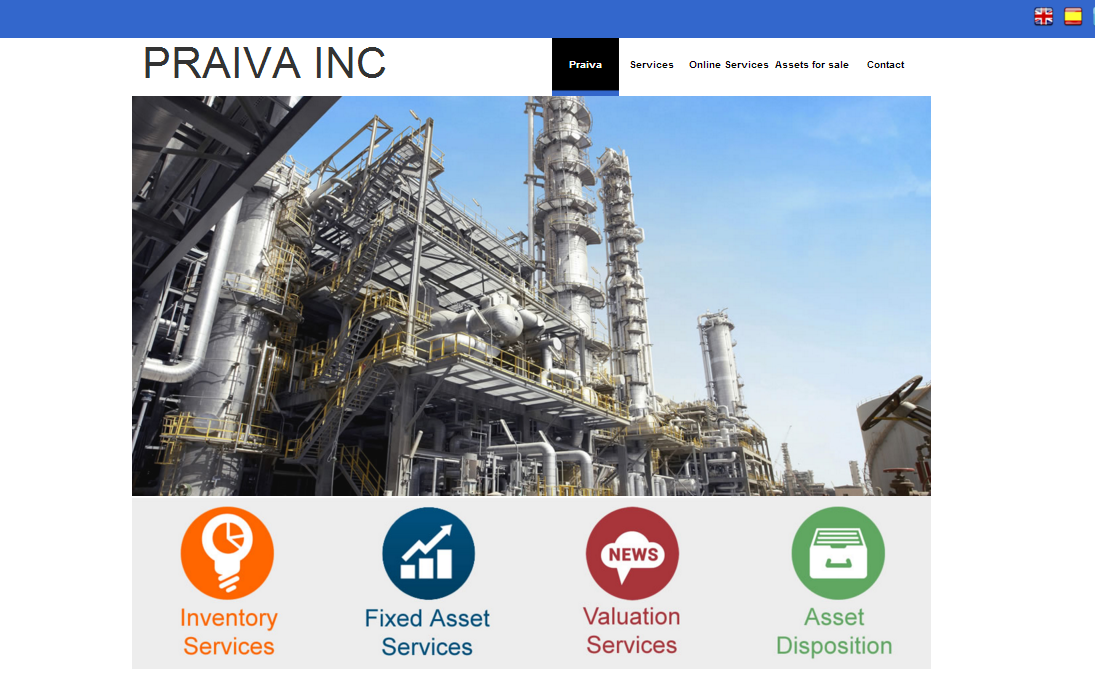 PRAIVA INC
Praiva Services Online Services Assets for sale Contact
NEWS
Inventory Services
Fixed Asset Services
Valuation Services
Asset Disposition